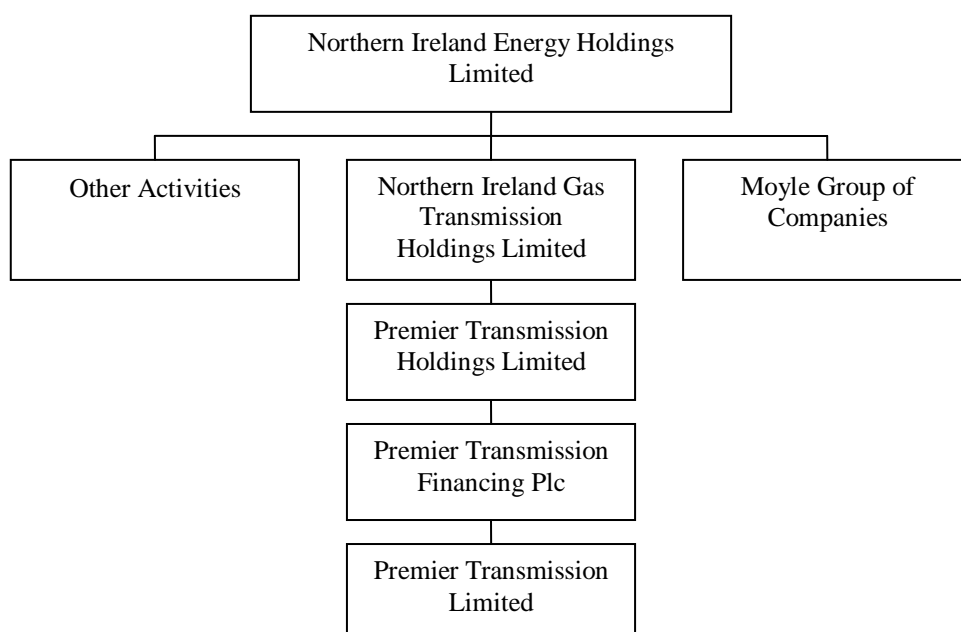 Northern Ireland Energy Holdings
Limited
Other Activities
Northern Ireland Gas
Transmission
Holdings Limited
Moyle Group of
Companies
Premier Transmission
Holdings Limited
Premier Transmission
Financing Plc
Premier Transmission
Limited